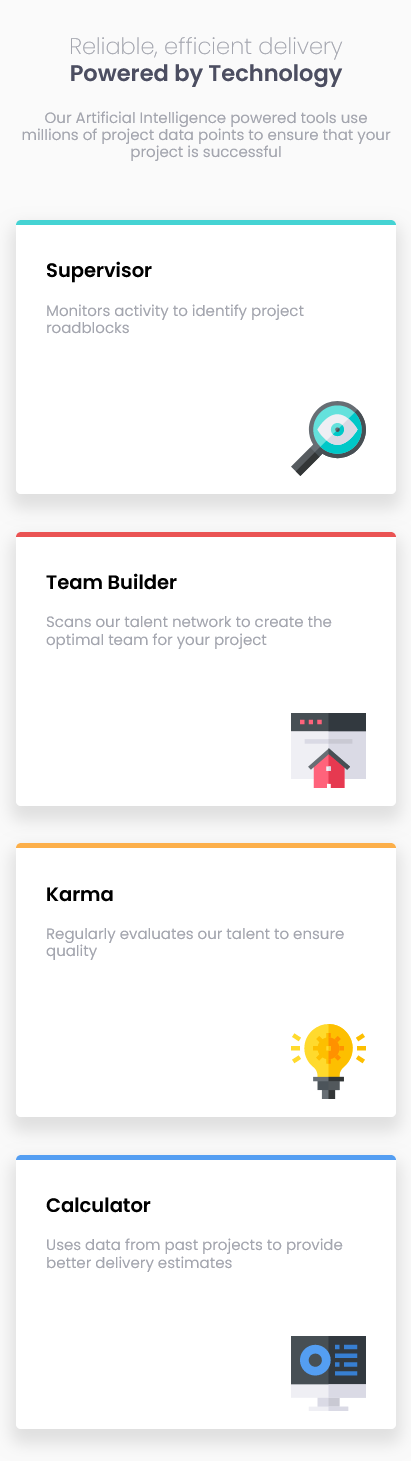 Reliable, efficient delivery
Powered by Technology
Our Artificial Intelligence powered tools use
millions of project data points to ensure that your
project is successful
Supervisor
Monitors activity to identify project
roadblocks
Team Builder
Scans our talent network to create the
optimal team for your project
Karma
Regularly evaluates our talent to ensure
quality
Calculator
Uses data from past projects to provide
better delivery estimates